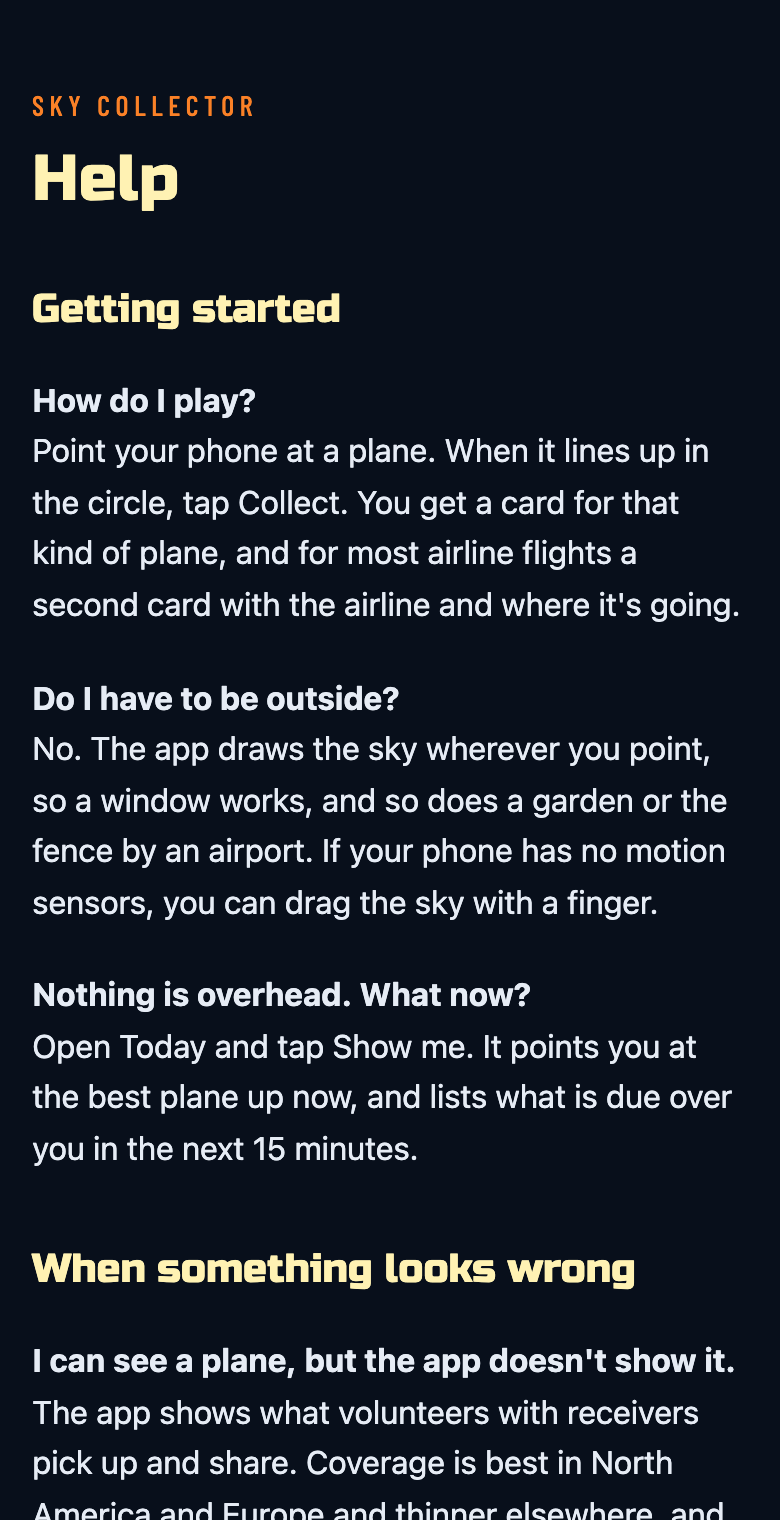 SKY COLLECTOR
Help
Getting started
How do I play?
Point your phone at a plane. When it lines up in
the circle, tap Collect. You get a card for that
kind of plane, and for most airline flights a
second card with the airline and where it's going.
Do I have to be outside?
No. The app draws the sky wherever you point,
so a window works, and so does a garden or the
fence by an airport. If your phone has no motion
sensors, you can drag the sky with a finger.
Nothing is overhead. What now?
Open Today and tap Show me. It points you at
the best plane up now, and lists what is due over
you in the next 15 minutes.
When something looks wrong
I can see a plane, but the app doesn't show it.
The app shows what volunteers with receivers
pick up and share. Coverage is best in North
America and Europe and thinner elsewhere, and